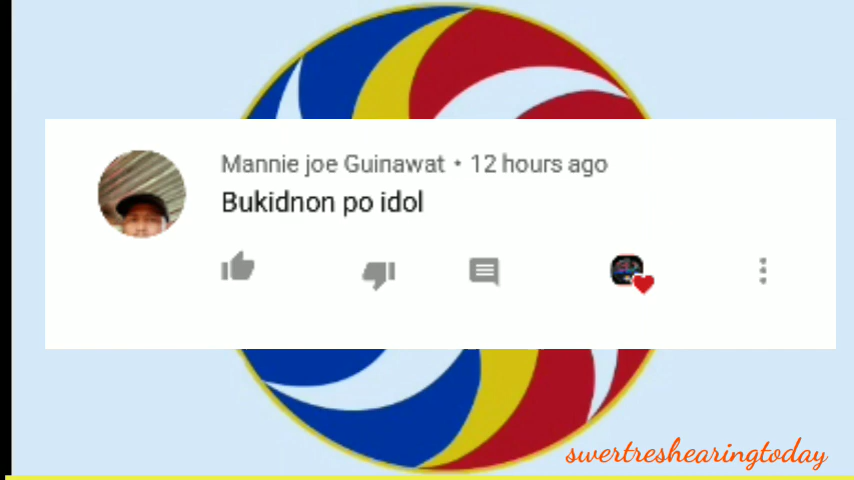 Mannie joe Guinawat • 12 hours ago
Bukidnon po idol
swertreshearingtoday